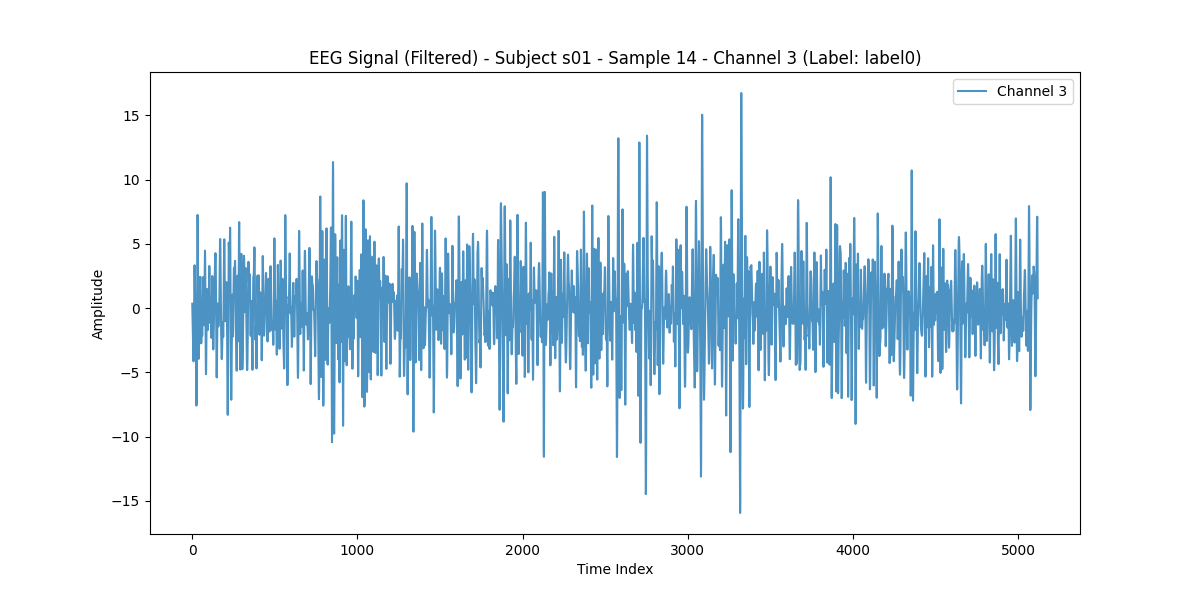 EEG Signal (Filtered) - Subject s01 - Sample 14 - Channel 3 (Label: label0)
Channel 3
Amplitude
15
10
5
0
−5
−10
−15
0 1000 2000 3000 4000 5000
Time Index